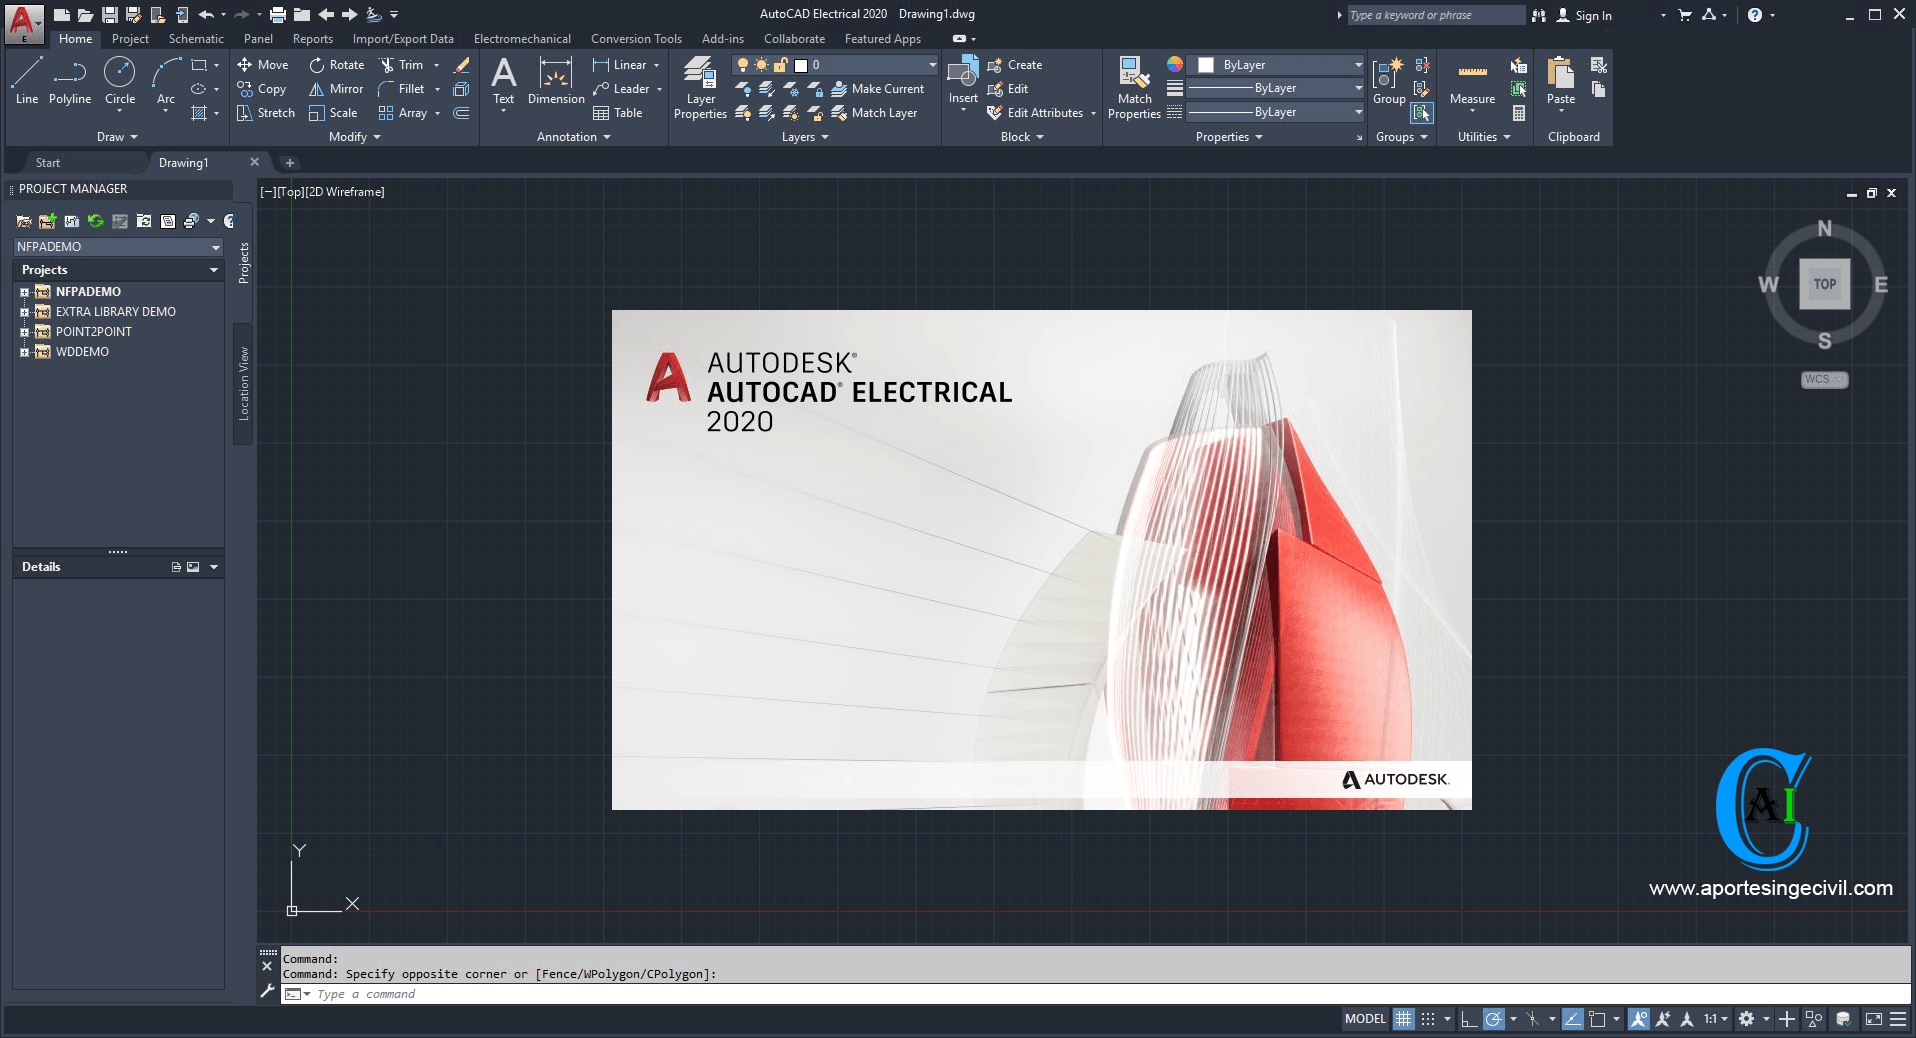 AutoCAD Electrical 2020 Drawing1.dwg
Type a keyword or phrase
Sign In
E
Home Project Schematic Panel Reports Import/Export Data Electromechanical Conversion Tools Add-ins Collaborate Featured Apps
Line Polyline Circle Arc
Draw
Move Rotate Trim
Copy Mirror Fillet
Stretch Scale Array
Modify
Text Dimension
Linear
Leader
Table
Annotation
Layer
Properties
0
Make Current
Match Layer
Layers
Insert
Create
Edit
Edit Attributes
Block
Match
Properties
ByLayer
ByLayer
ByLayer
Properties
Group
Groups
Measure
Utilities
Paste
Clipboard
Start Drawing1
PROJECT MANAGER
NFPADEMO
Projects
NFPADEMO
EXTRA LIBRARY DEMO
POINT2POINT
WDDEMO
Details
Projects
Location View
[−][Top][2D Wireframe]
N
W TOP E
S
WCS
AUTODESK®
AUTOCAD® ELECTRICAL
2020
AUTODESK.
CAI
www.aportesingecivil.com
Y
X
Command:
Command: Specify opposite corner or [Fence/WPolygon/CPolygon]:
Type a command
MODEL 1:1